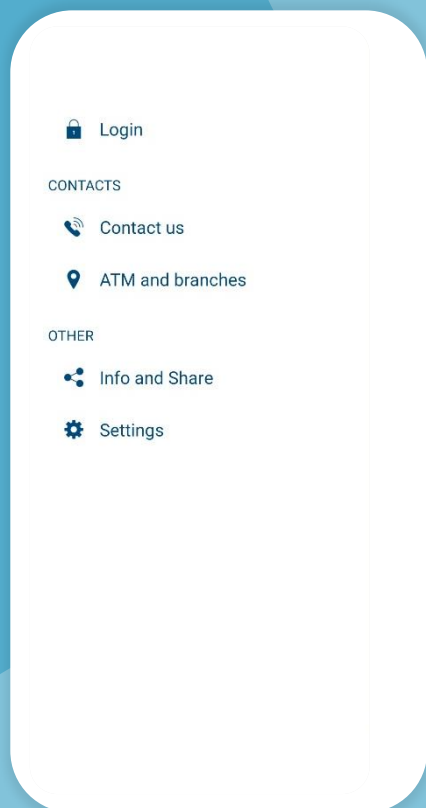 Login
CONTACTS
Contact us
ATM and branches
OTHER
Info and Share
Settings